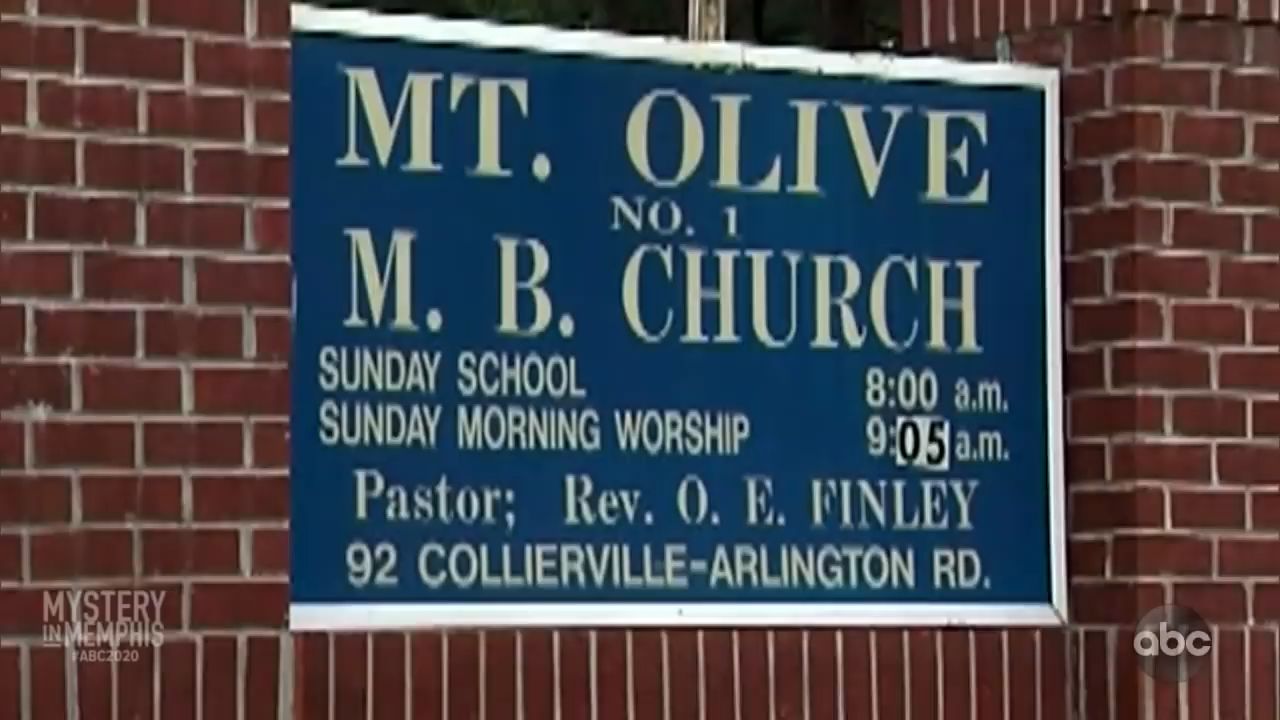 MT. OLIVE
NO. 1
M. B. CHURCH
SUNDAY SCHOOL 8:00 a.m.
SUNDAY MORNING WORSHIP 9:05 a.m.
Pastor; Rev. O. E. FINLEY
92 COLLIERVILLE-ARLINGTON RD.
MYSTERY
IN MEMPHIS
#ABC2020
abc